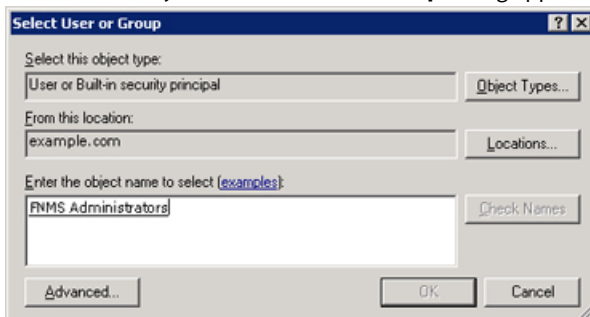 Select User or Group
? X
Select this object type:
User or Built-in security principal
Object Types...
From this location:
example.com
Locations...
Enter the object name to select (examples):
FNMS Administrators
Check Names
Advanced...
OK
Cancel